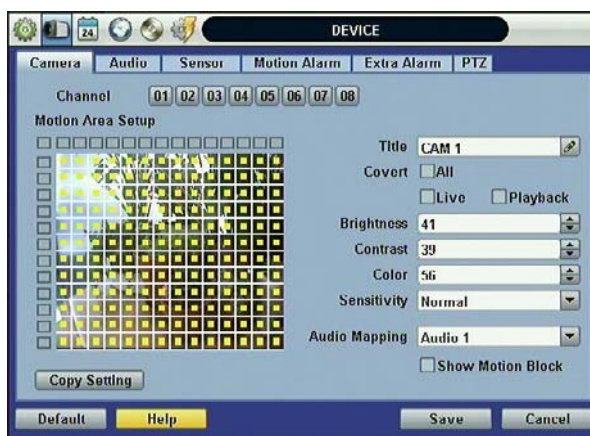 24
DEVICE
Camera Audio Sensor Motion Alarm Extra Alarm PTZ
Channel 01 02 03 04 05 06 07 08
Motion Area Setup
Title CAM 1
Covert All
Live Playback
Brightness 41
Contrast 39
Color 56
Sensitivity Normal
Audio Mapping Audio 1
Show Motion Block
Copy Setting
Default Help Save Cancel